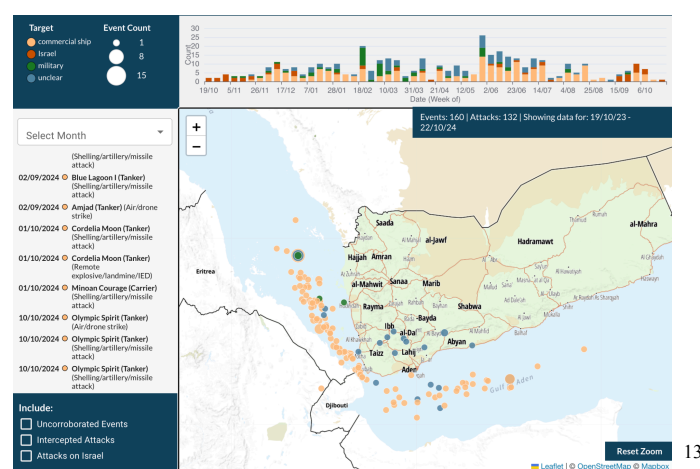 Target
Event Count
commercial ship
Israel
military
unclear
1
8
15
Count
30
25
20
15
10
5
0
19/10 5/11 26/11 17/12 7/01 28/01 18/02 10/03 31/03 21/04 12/05 2/06 23/06 14/07 4/08 25/08 15/09 6/10
Date (Week of)
Select Month
(Shelling/artillery/missile
attack)
02/09/2024 Blue Lagoon I (Tanker)
(Shelling/artillery/missile
attack)
02/09/2024 Amjad (Tanker) (Air/drone
strike)
01/10/2024 Cordelia Moon (Tanker)
(Shelling/artillery/missile
attack)
01/10/2024 Cordelia Moon (Tanker)
(Remote
explosive/landmine/IED)
01/10/2024 Minoan Courage (Carrier)
(Shelling/artillery/missile
attack)
10/10/2024 Olympic Spirit (Tanker)
(Air/drone strike)
10/10/2024 Olympic Spirit (Tanker)
(Shelling/artillery/missile
attack)
10/10/2024 Olympic Spirit (Tanker)
(Shelling/artillery/missile
attack)
Include:
Uncorroborated Events
Intercepted Attacks
Attacks on Israel
+
−
Events: 160 | Attacks: 132 | Showing data for: 19/10/23 -
22/10/24
Saada
al-Jawf
Hadramawt
al-Mahra
Hajjah Amran
Eritrea
al-Mahwit Sanaa Marib
Rayma
Shabwa
-Bayda
Ibb
al-Dal
Abyan
Taizz
Lahij
Aden
Gulf of Aden
Djibouti
Reset Zoom
Leaflet | © OpenStreetMap © Mapbox
13